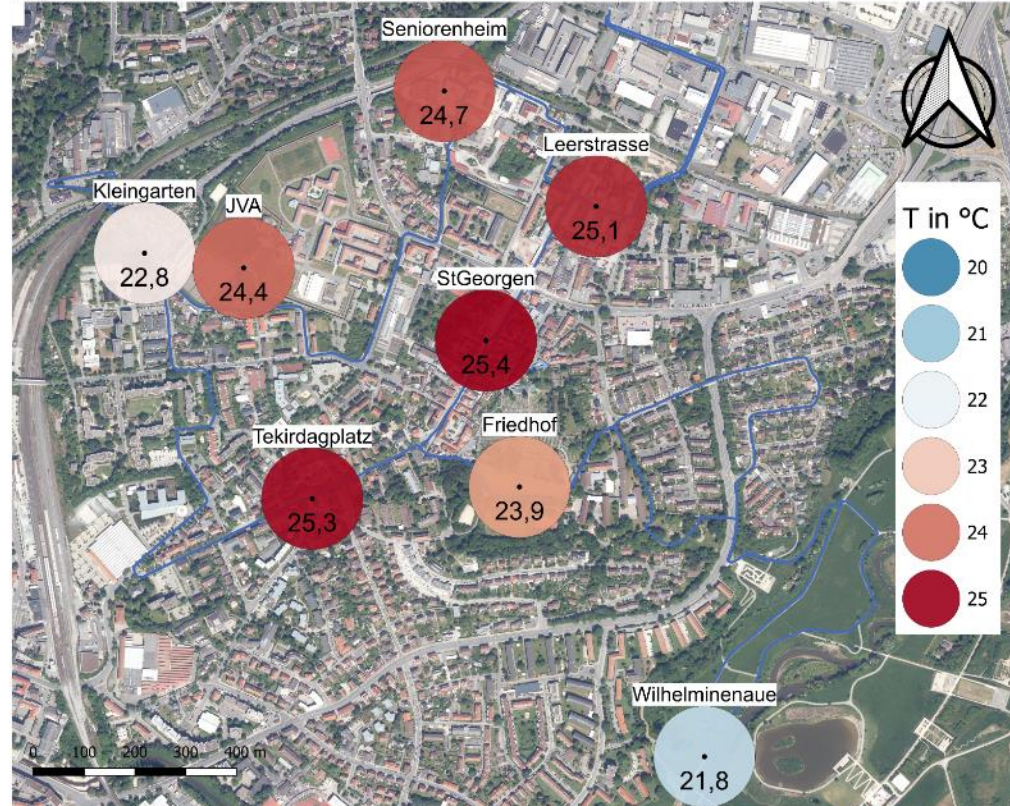 Seniorenheim
24,7
Leerstrasse
25,1
Kleingarten
22,8
JVA
24,4
StGeorgen
25,4
Tekirdagplatz
25,3
Friedhof
23,9
Wilhelminenaue
21,8
T in °C
20
21
22
23
24
25
0 100 200 300 400 m